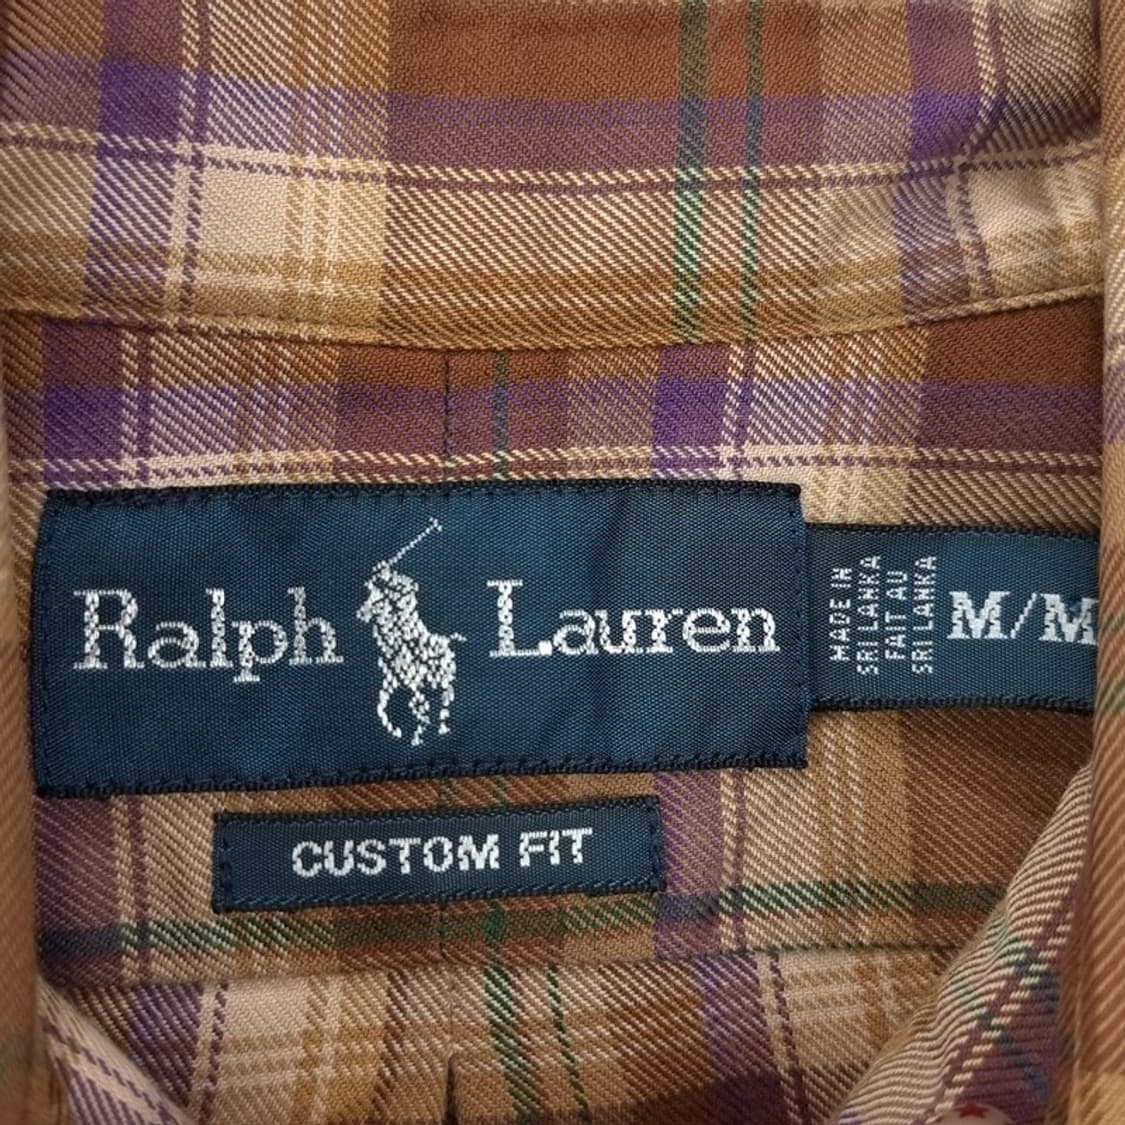 Ralph Lauren
MADE IN
SRI LANKA
FAIT AU
SRI LANKA
M/M
CUSTOM FIT